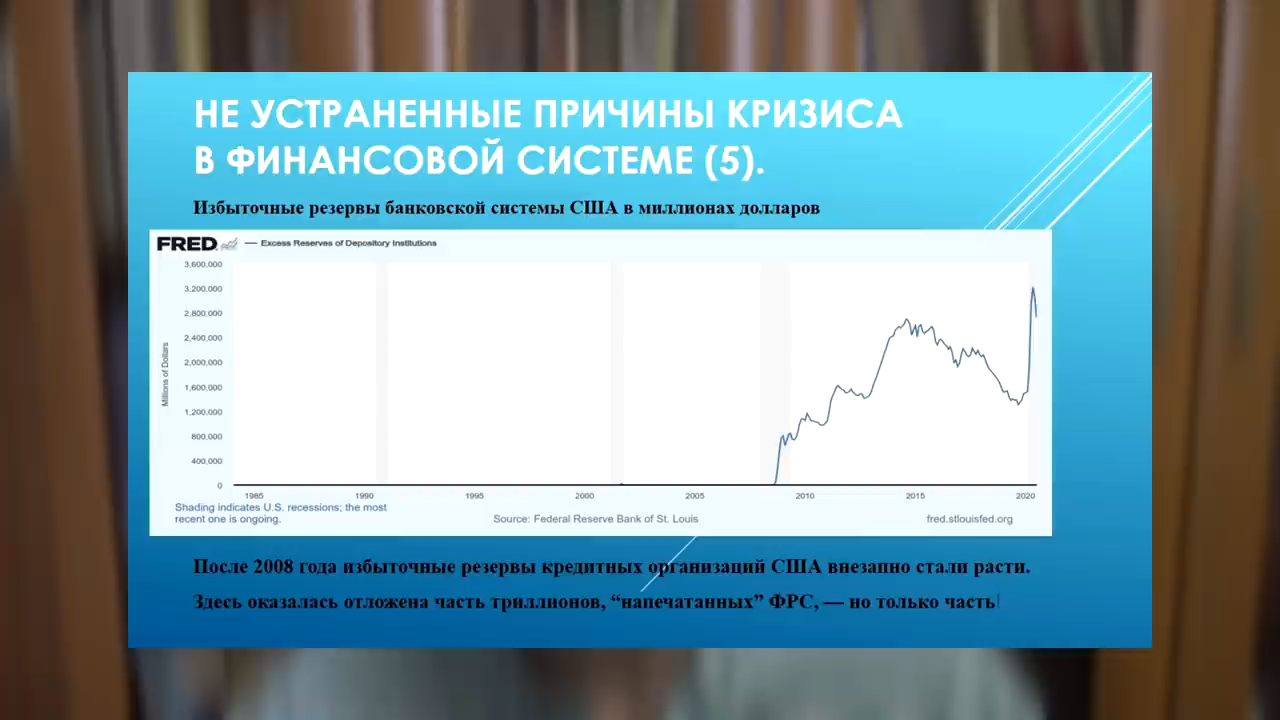 НЕ УСТРАНЕННЫЕ ПРИЧИНЫ КРИЗИСА
В ФИНАНСОВОЙ СИСТЕМЕ (5).
Избыточные резервы банковской системы США в миллионах долларов
FRED — Excess Reserves of Depository Institutions
3,600,000
3,200,000
2,800,000
2,400,000
2,000,000
1,600,000
1,200,000
800,000
400,000
0
Millions of Dollars
1985 1990 1995 2000 2005 2010 2015 2020
Shading indicates U.S. recessions; the most
recent one is ongoing.
Source: Federal Reserve Bank of St. Louis
fred.stlouisfed.org
После 2008 года избыточные резервы кредитных организаций США внезапно стали расти.
Здесь оказалась отложена часть триллионов, “напечатанных” ФРС, — но только часть